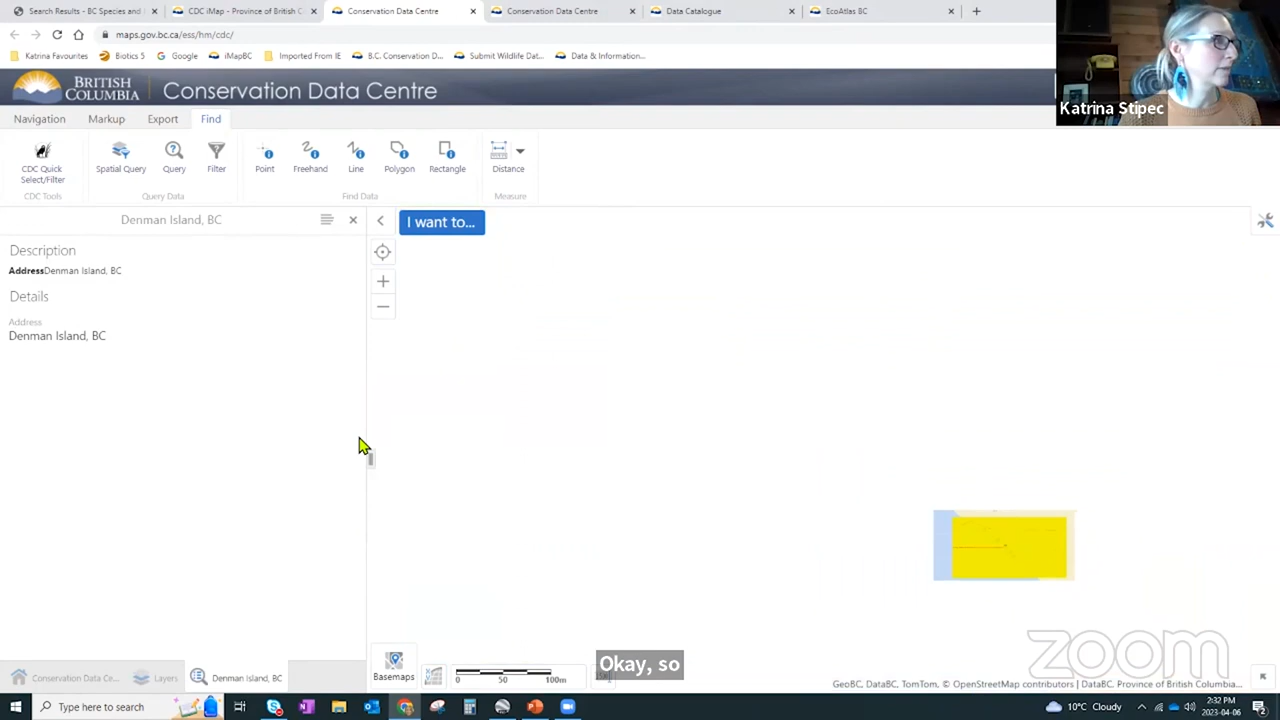 Search Results - BC Species and
CDC iMap - Province of British C
Conservation Data Centre
Conservation Data Centre
Data Catalogue
EcoAtlas BC
maps.gov.bc.ca/ess/hm/cdc/
Katrina Favourites
Biotics 5
Google
iMapBC
Imported From IE
B.C. Conservation D...
Submit Wildlife Dat...
Data & Information...
BRITISH
COLUMBIA
Conservation Data Centre
Katrina Stipec
Navigation
Markup
Export
Find
CDC Quick
Select/Filter
Spatial Query
Query
Filter
Point
Freehand
Line
Polygon
Rectangle
Distance
CDC Tools
Query Data
Find Data
Measure
Denman Island, BC
I want to...
Description
AddressDenman Island, BC
Details
Address
Denman Island, BC
Okay, so
zoom
Basemaps
0 50 100m
Conservation Data Ce...
Layers
Denman Island, BC
GeoBC, DataBC, TomTom, © OpenStreetMap contributors | DataBC, Province of British Columbia...
Type here to search
10°C Cloudy
2:32 PM
2023-04-06
2